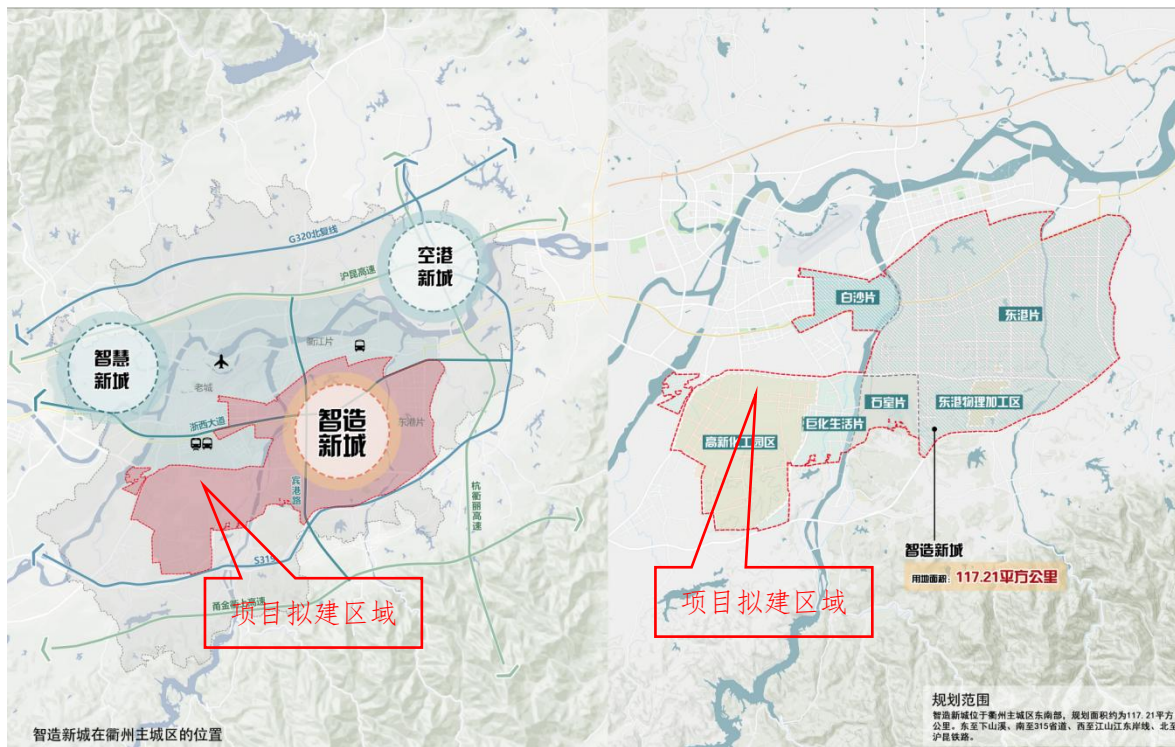 G320北复线
沪昆高速
空港
新城
智慧
新城
衢江片
老城
浙西大道
智造
新城
东港片
宾港路
杭衢丽高速
S315
甬金衢上高速
项目拟建区域
智造新城在衢州主城区的位置
白沙片
东港片
石室片
东港物理加工区
巨化生活片
高新化工园区
智造新城
用地面积：117.21平方公里
项目拟建区域
规划范围
智造新城位于衢州主城区东南部，规划面积约为117.21平方
公里。东至下山溪、南至315省道、西至江山江东岸线、北至
沪昆铁路。